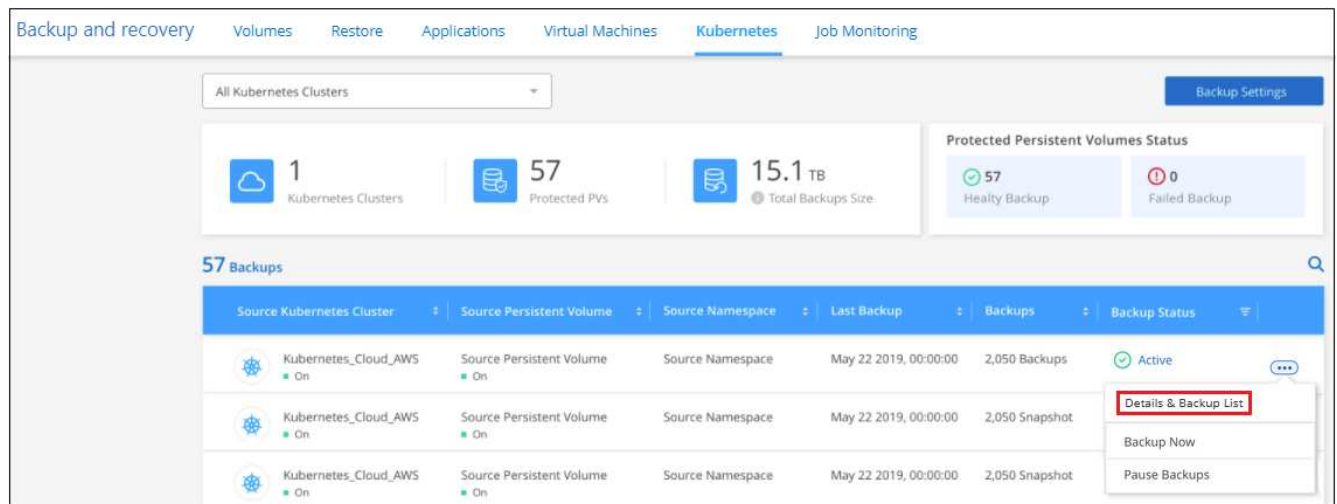 Backup and recovery Volumes Restore Applications Virtual Machines Kubernetes Job Monitoring
All Kubernetes Clusters Backup Settings
Protected Persistent Volumes Status
1 57 15.1 TB 57 0
Kubernetes Clusters Protected PVs Total Backups Size Healty Backup Failed Backup
57 Backups
Source Kubernetes Cluster Source Persistent Volume Source Namespace Last Backup Backups Backup Status
Kubernetes_Cloud_AWS Source Persistent Volume Source Namespace May 22 2019, 00:00:00 2,050 Backups Active
On On
Details & Backup List
Kubernetes_Cloud_AWS Source Persistent Volume Source Namespace May 22 2019, 00:00:00 2,050 Snapshot
On On
Backup Now
Kubernetes_Cloud_AWS Source Persistent Volume Source Namespace May 22 2019, 00:00:00 2,050 Snapshot Pause Backups
On On